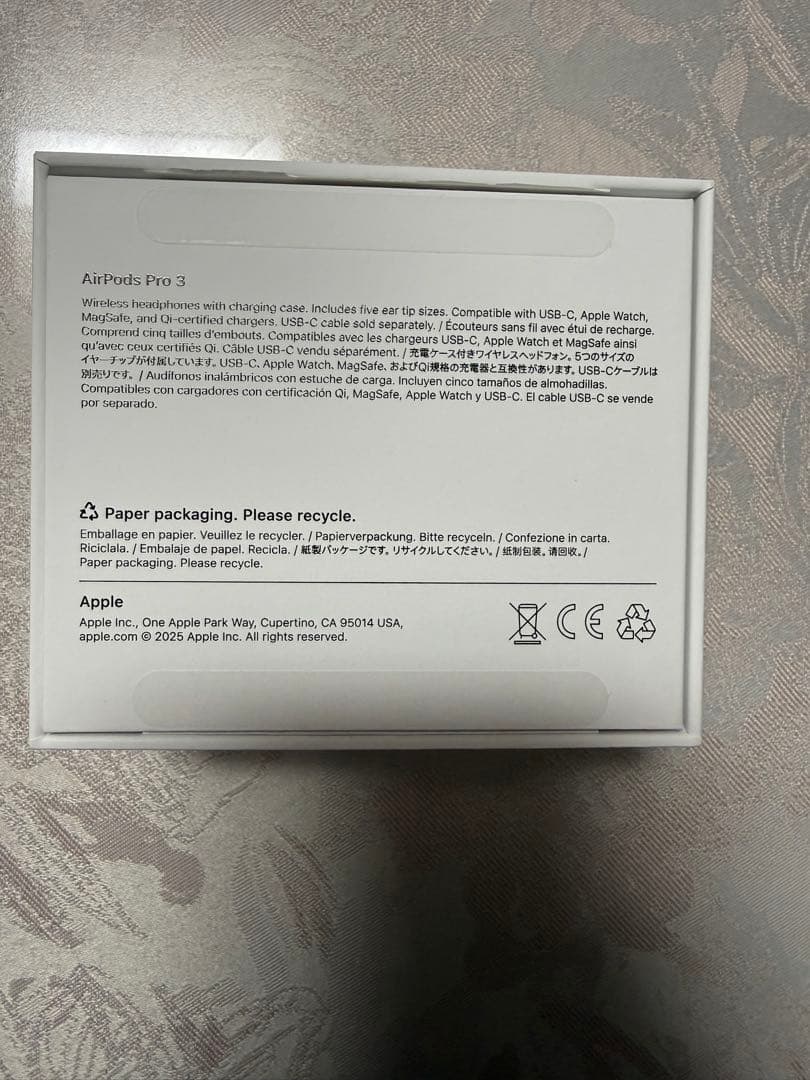 AirPods Pro 3
Wireless headphones with charging case. Includes five ear tip sizes. Compatible with USB-C, Apple Watch,
MagSafe, and Qi-certified chargers. USB-C cable sold separately. / Écouteurs sans fil avec étui de recharge.
Comprend cinq tailles d'embouts. Compatibles avec les chargeurs USB-C, Apple Watch et MagSafe ainsi
qu'avec ceux certifiés Qi. Câble USB-C vendu séparément. / 充電ケース付きワイヤレスヘッドフォン。5つのサイズの
イヤーチップが付属しています。USB-C、Apple Watch、MagSafe、およびQi規格の充電器と互換性があります。USB-Cケーブルは
別売りです。/ Audífonos inalámbricos con estuche de carga. Incluyen cinco tamaños de almohadillas.
Compatibles con cargadores con certificación Qi, MagSafe, Apple Watch y USB-C. El cable USB-C se vende
por separado.
Paper packaging. Please recycle.
Emballage en papier. Veuillez le recycler. / Papierverpackung. Bitte recyceln. / Confezione in carta.
Riciclala. / Embalaje de papel. Recicla. / 紙製パッケージです。リサイクルしてください。/ 纸制包装。请回收。/
Paper packaging. Please recycle.
Apple
Apple Inc., One Apple Park Way, Cupertino, CA 95014 USA,
apple.com © 2025 Apple Inc. All rights reserved.
CE